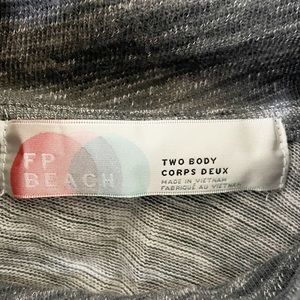 FP
BEACH
TWO BODY
CORPS DEUX
MADE IN VIETNAM
FABRIQUÉ AU VIETNAM